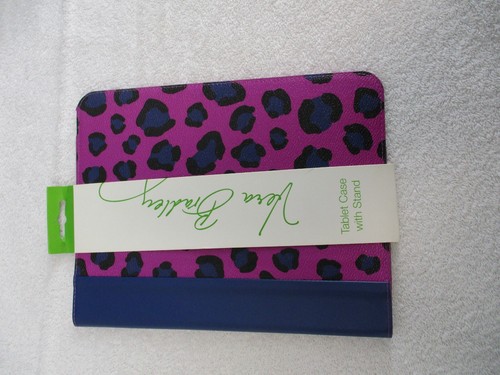 Vera
Bradley
Tablet Case
with Stand